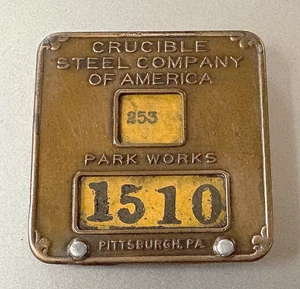 CRUCIBLE
STEEL COMPANY
OF AMERICA
253
PARK WORKS
1510
PITTSBURGH, PA